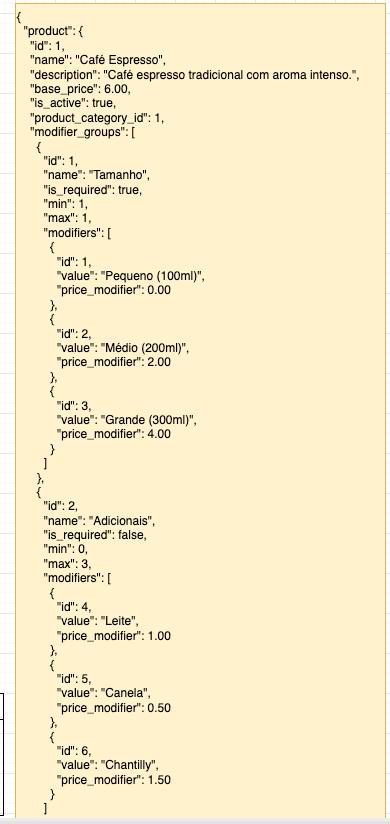 {
"product": {
"id": 1,
"name": "Café Espresso",
"description": "Café espresso tradicional com aroma intenso.",
"base_price": 6.00,
"is_active": true,
"product_category_id": 1,
"modifier_groups": [
{
"id": 1,
"name": "Tamanho",
"is_required": true,
"min": 1,
"max": 1,
"modifiers": [
{
"id": 1,
"value": "Pequeno (100ml)",
"price_modifier": 0.00
},
{
"id": 2,
"value": "Médio (200ml)",
"price_modifier": 2.00
},
{
"id": 3,
"value": "Grande (300ml)",
"price_modifier": 4.00
}
]
},
{
"id": 2,
"name": "Adicionais",
"is_required": false,
"min": 0,
"max": 3,
"modifiers": [
{
"id": 4,
"value": "Leite",
"price_modifier": 1.00
},
{
"id": 5,
"value": "Canela",
"price_modifier": 0.50
},
{
"id": 6,
"value": "Chantilly",
"price_modifier": 1.50
}
]